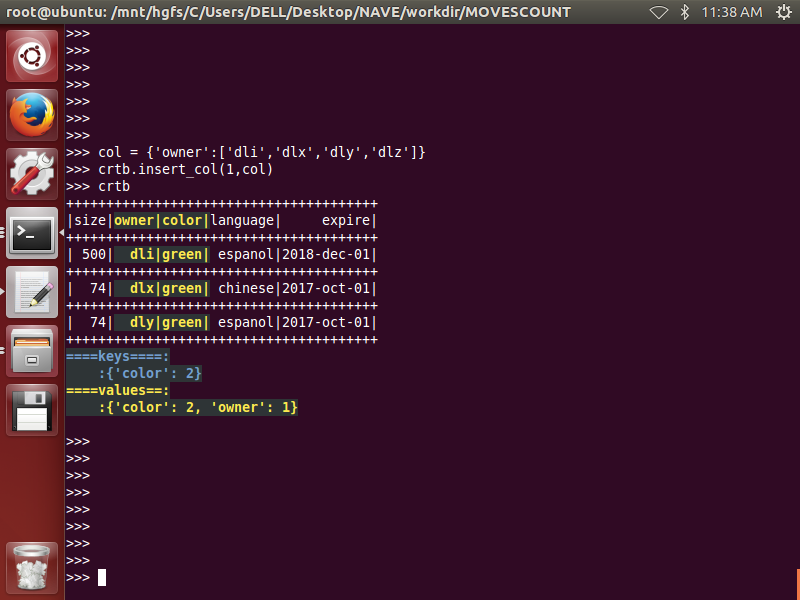 root@ubuntu: /mnt/hgfs/C/Users/DELL/Desktop/NAVE/workdir/MOVESCOUNT 11:38 AM
>>>
>>>
>>>
>>>
>>>
>>>
>>>
>>> col = {'owner':['dli','dlx','dly','dlz']}
>>> crtb.insert_col(1,col)
>>> crtb
+++++++++++++++++++++++++++++++++++++++
|size|owner|color|language|     expire|
+++++++++++++++++++++++++++++++++++++++
| 500|  dli|green| espanol|2018-dec-01|
+++++++++++++++++++++++++++++++++++++++
|  74|  dlx|green| chinese|2017-oct-01|
+++++++++++++++++++++++++++++++++++++++
|  74|  dly|green| espanol|2017-oct-01|
+++++++++++++++++++++++++++++++++++++++
====keys====:
    :{'color': 2}
====values==:
    :{'color': 2, 'owner': 1}
>>>
>>>
>>>
>>>
>>>
>>>
>>>
>>>
>>>